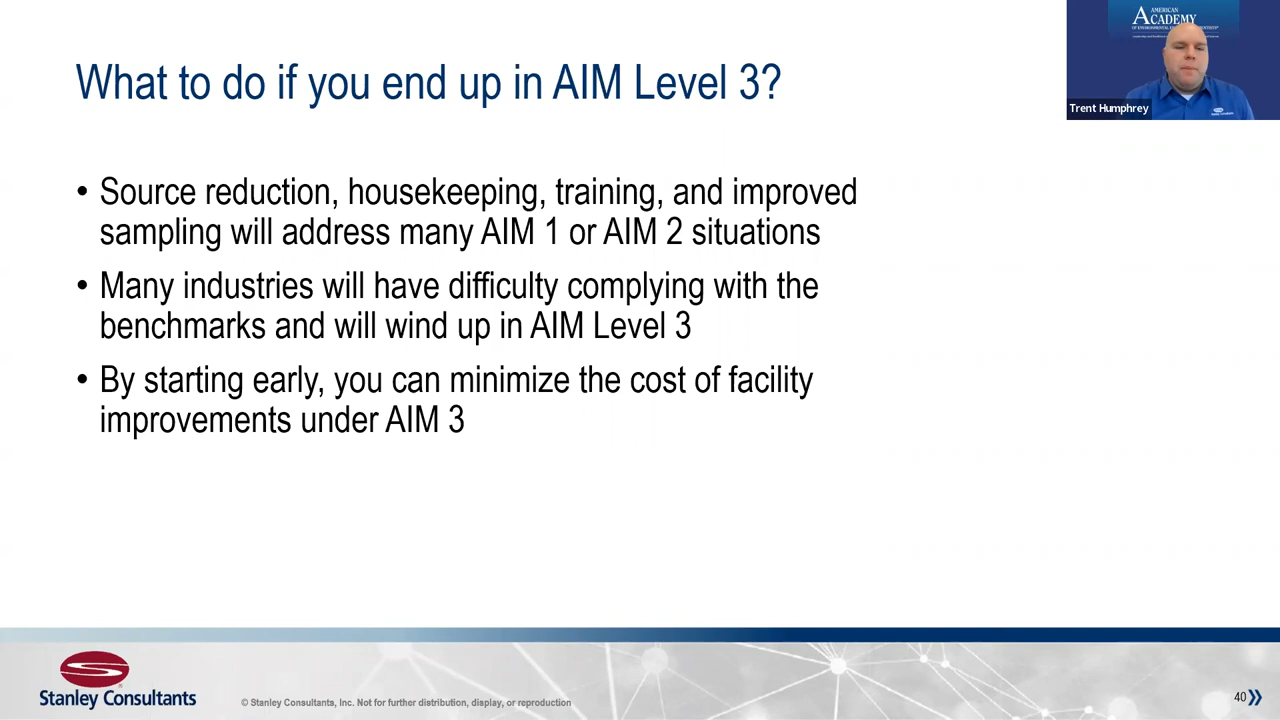 What to do if you end up in AIM Level 3?
AMERICAN
ACADEMY
Trent Humphrey
Stanley Consultants
• Source reduction, housekeeping, training, and improved
sampling will address many AIM 1 or AIM 2 situations
• Many industries will have difficulty complying with the
benchmarks and will wind up in AIM Level 3
• By starting early, you can minimize the cost of facility
improvements under AIM 3
Stanley Consultants
© Stanley Consultants, Inc. Not for further distribution, display, or reproduction
40